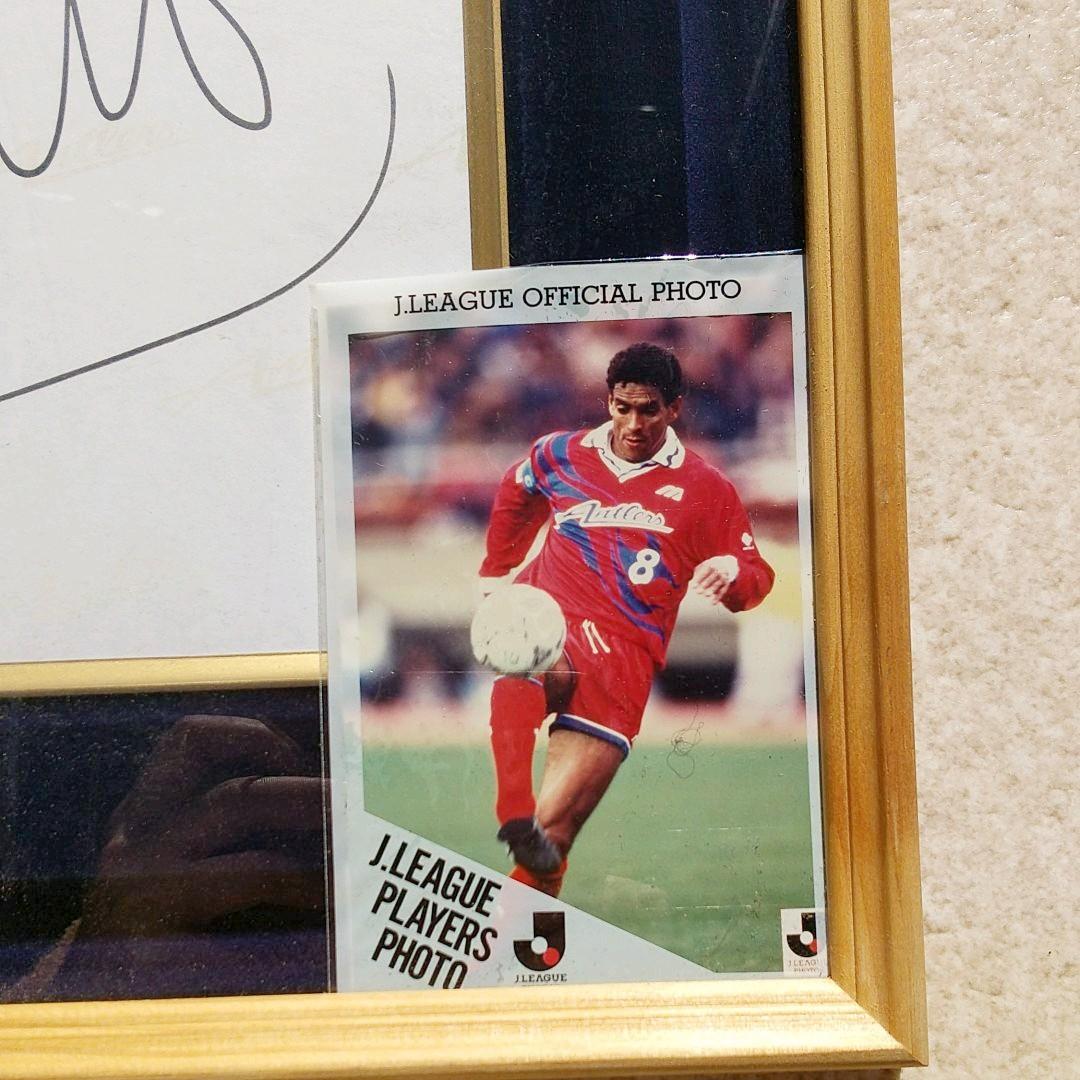 J.LEAGUE OFFICIAL PHOTO
Antlers
8
J.LEAGUE
PLAYERS
PHOTO
J.LEAGUE